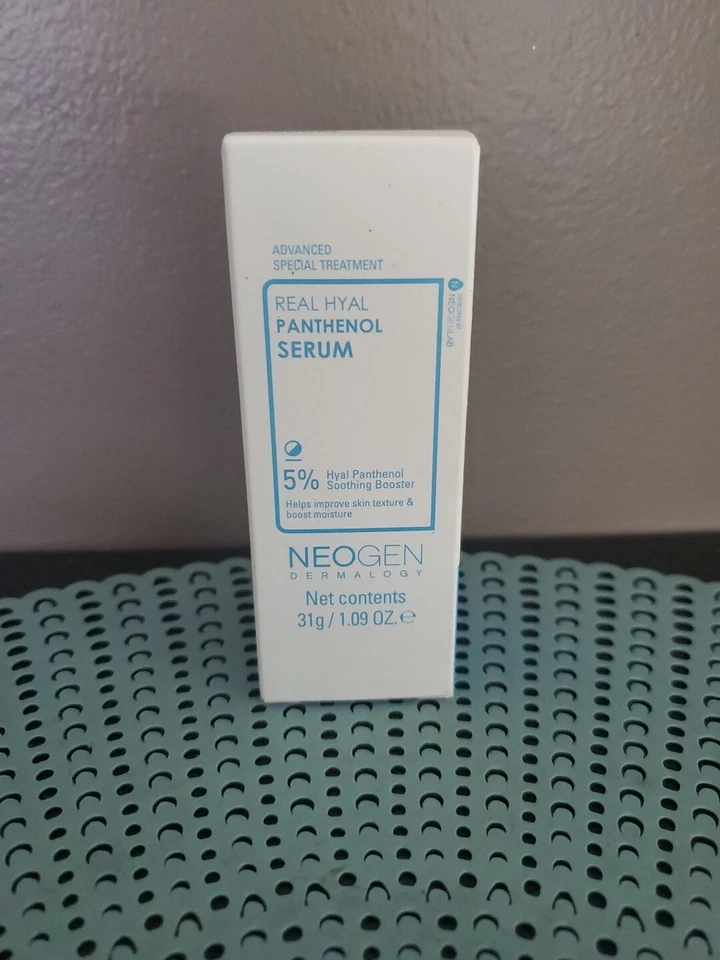 ADVANCED
SPECIAL TREATMENT
REAL HYAL
PANTHENOL
SERUM
5% Hyal Panthenol
Soothing Booster
Helps improve skin texture &
boost moisture
NEOGEN
DERMALOGY
Net contents
31g / 1.09 OZ. e
NEOGENLAB